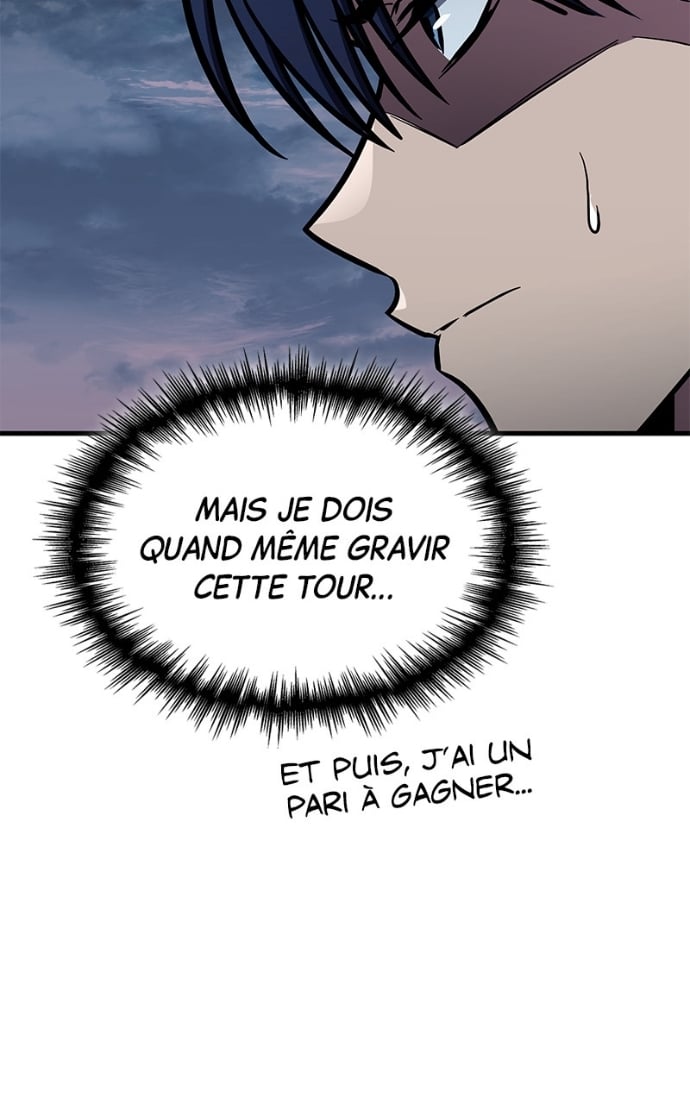 MAIS JE DOIS
QUAND MÊME GRAVIR
CETTE TOUR...
ET PUIS, J'AI UN
PARI À GAGNER...